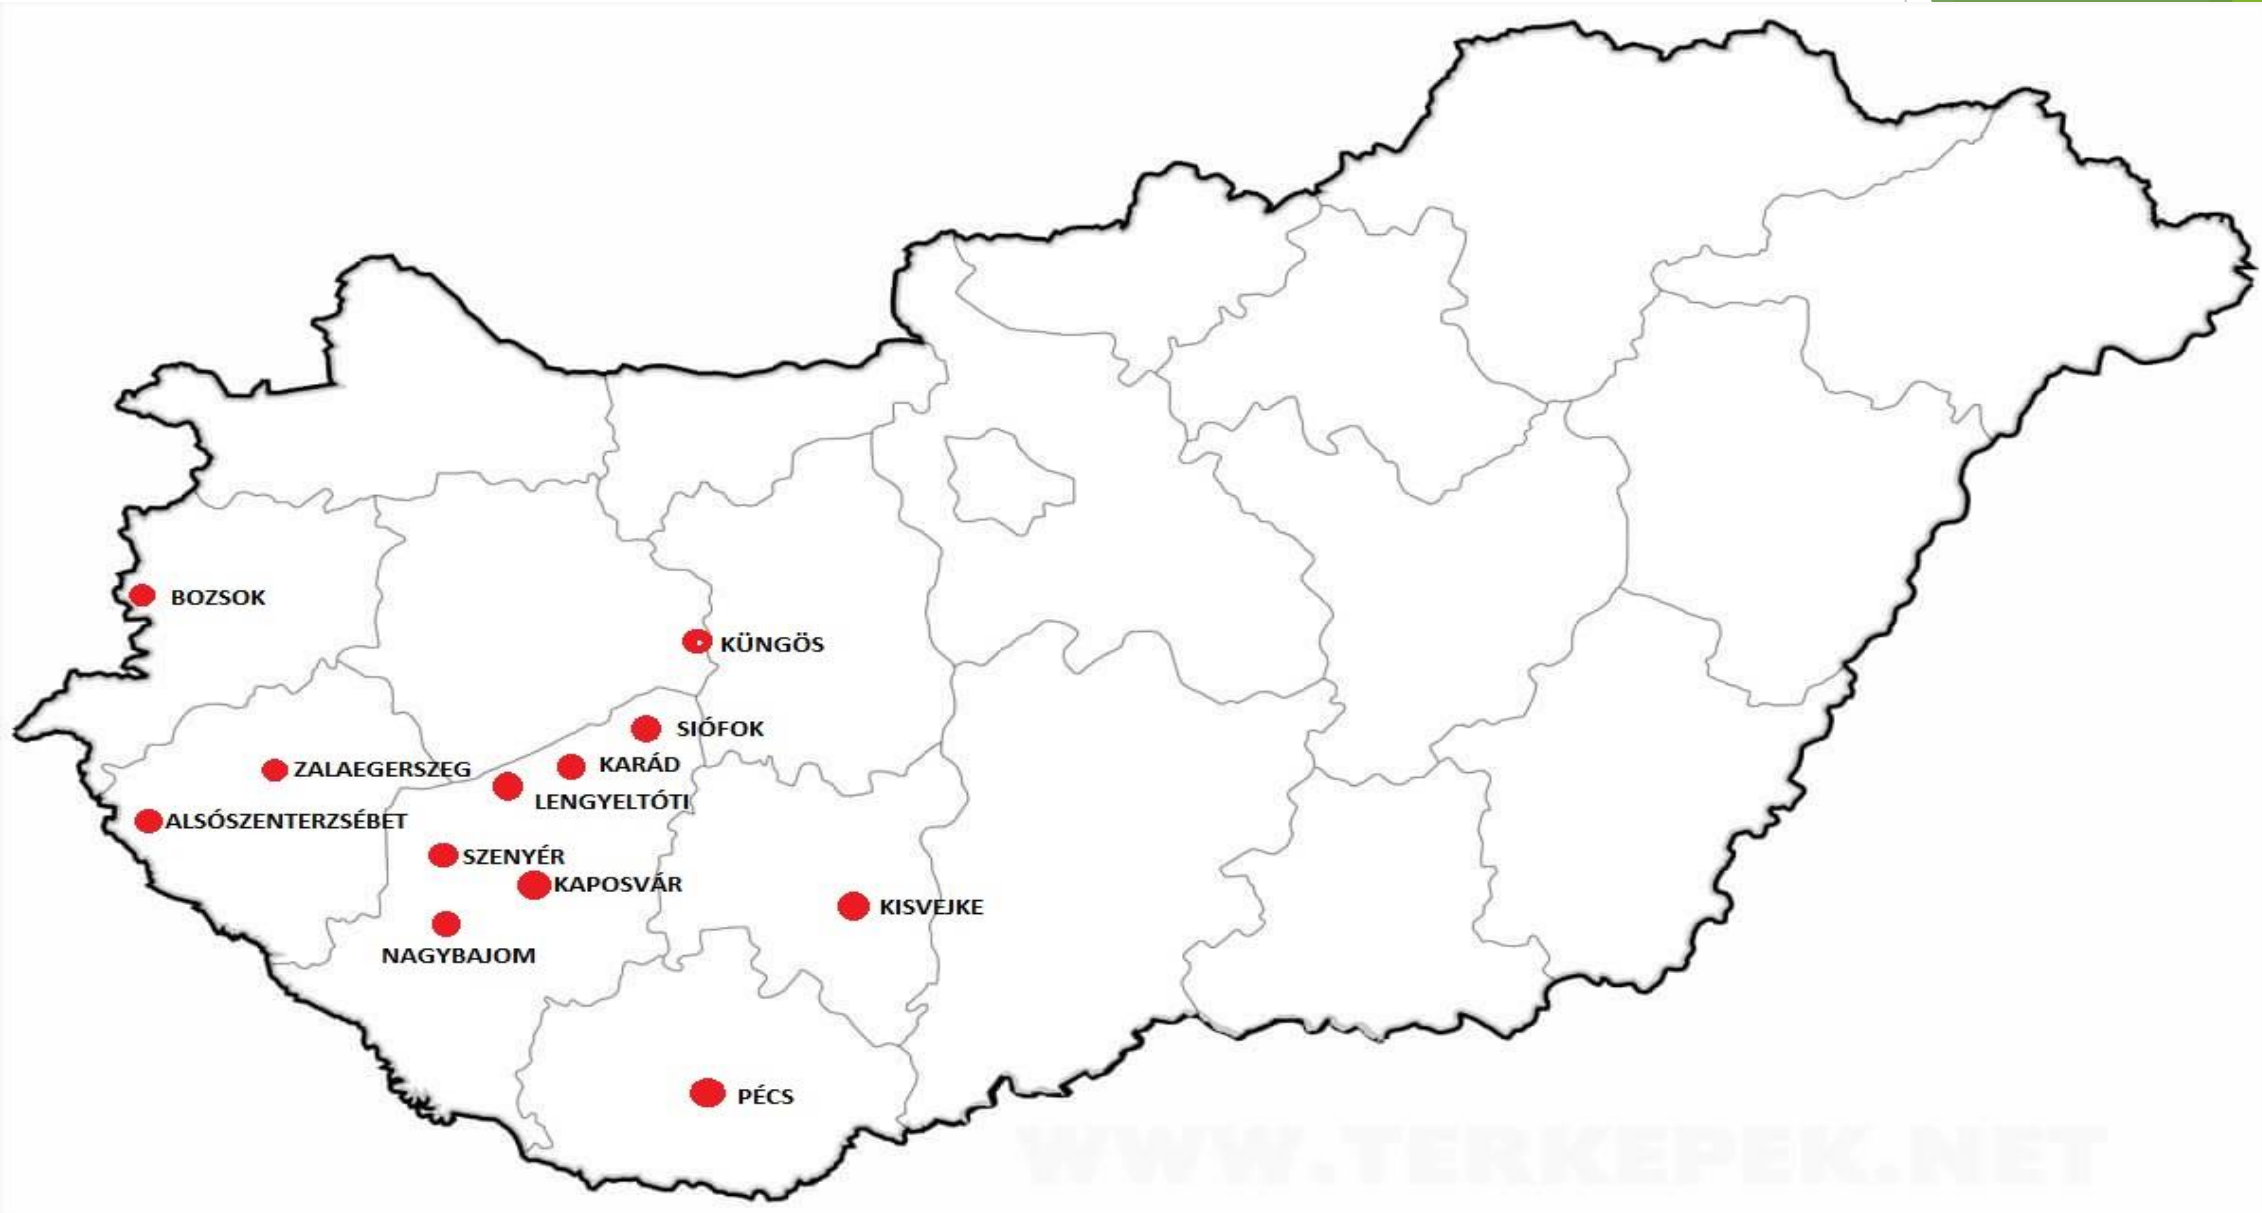 BOZSOK
KÜNGÖS
SIÓFOK
KARÁD
ZALAEGERSZEG
LENGYELTÓTI
ALSÓSZENTERZSÉBET
SZENYÉR
KAPOSVÁR
KISVEJKE
NAGYBAJOM
PÉCS
WWW.TERKEPEK.NET